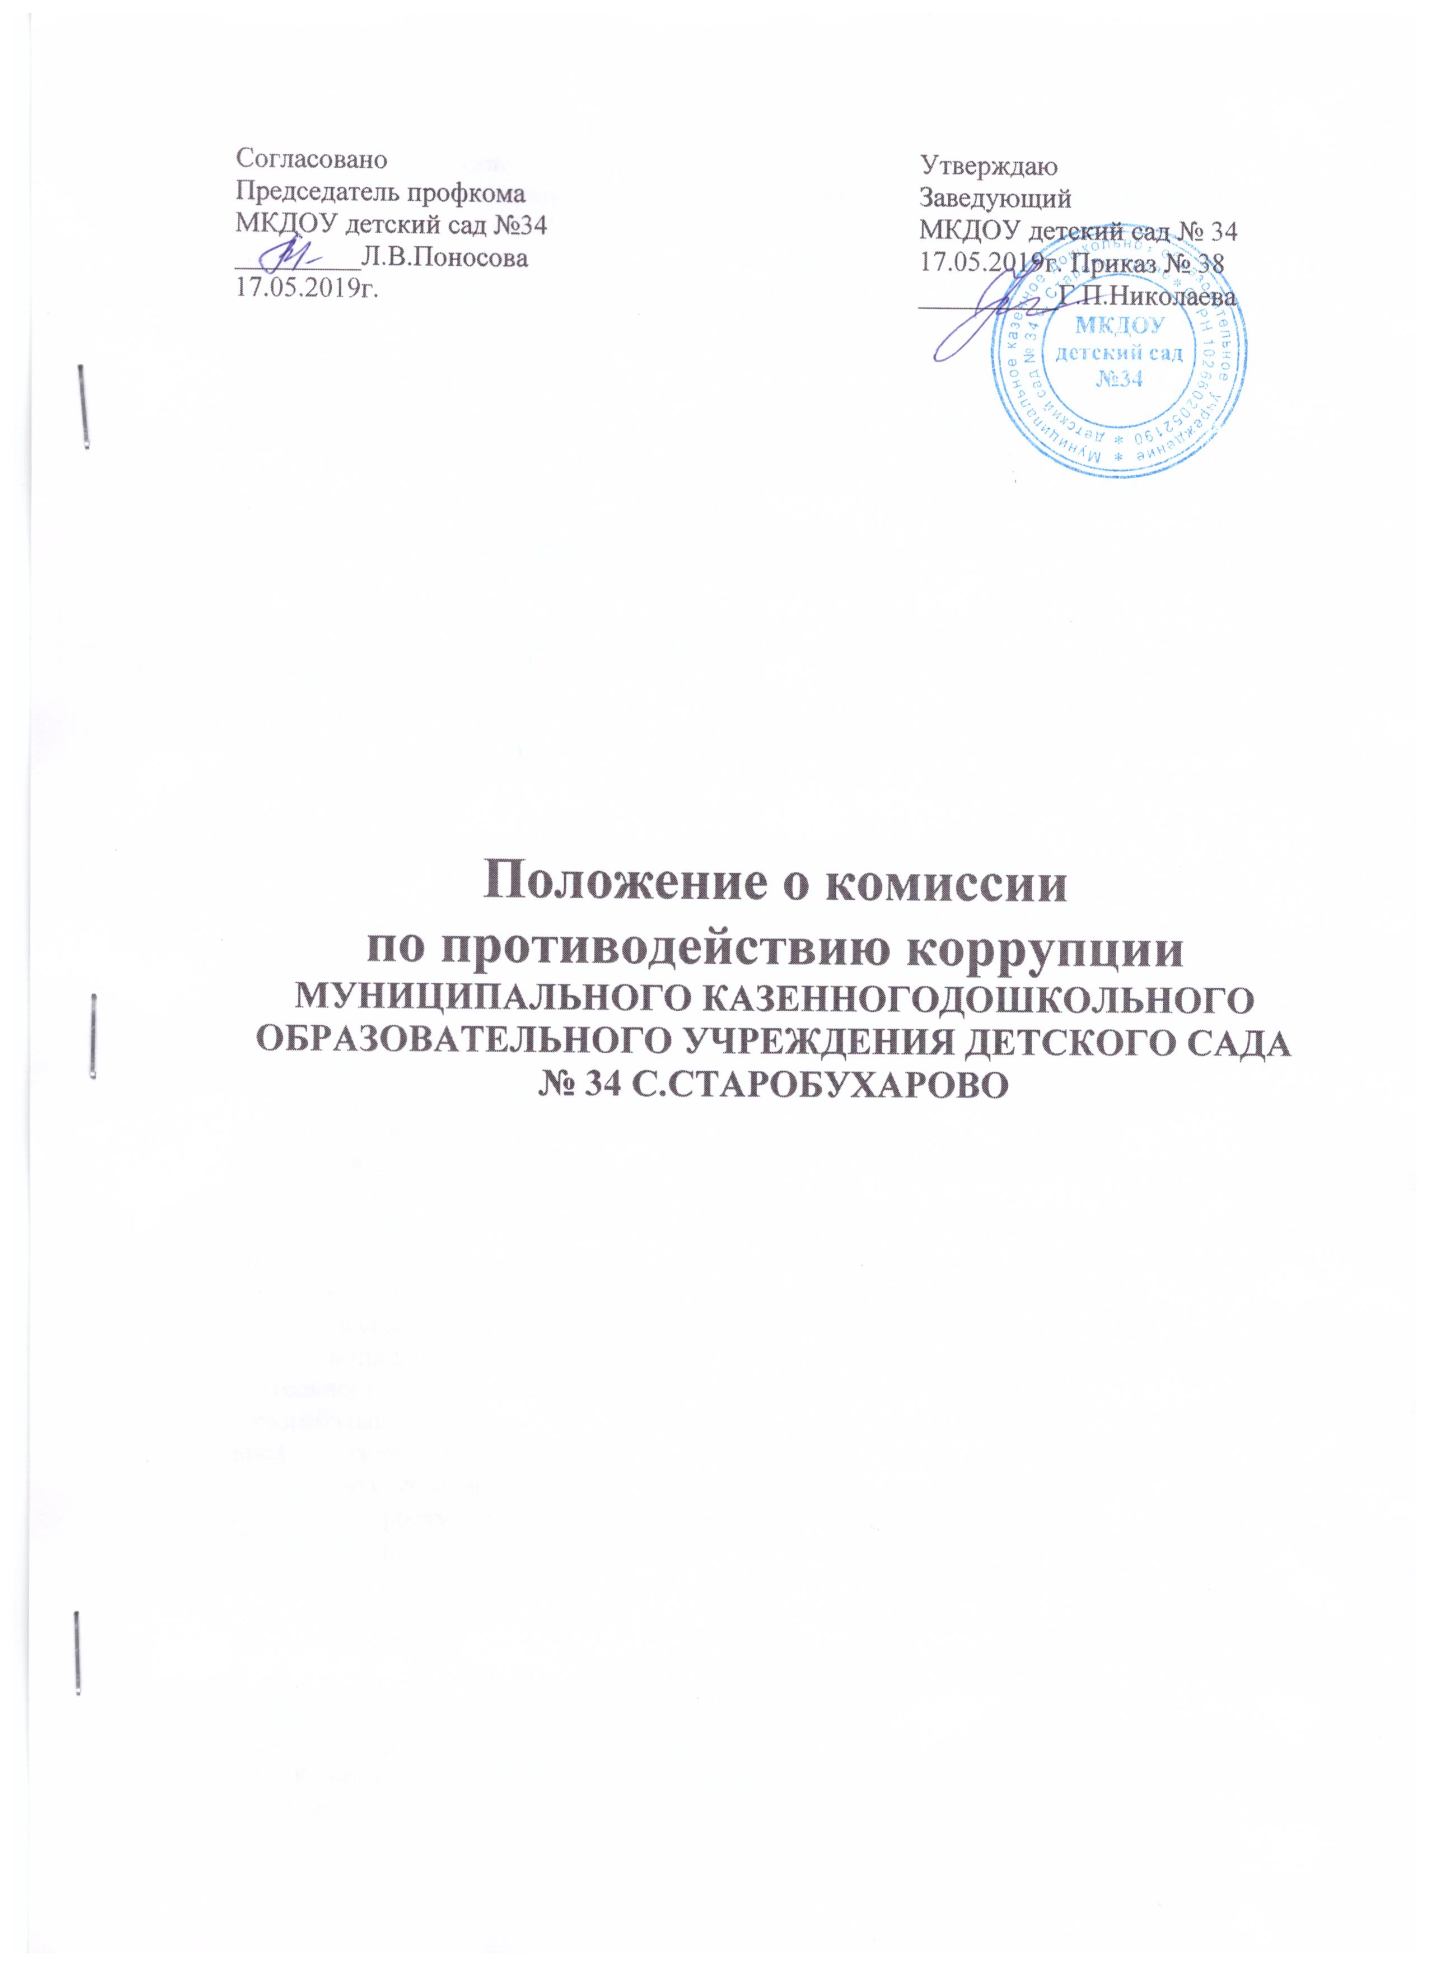 Согласовано
Председатель профкома
МКДОУ детский сад №34
_________Л.В.Поносова
17.05.2019г.
Утверждаю
Заведующий
МКДОУ детский сад № 34
17.05.2019г. Приказ № 38
__________Г.П.Николаева
МКДОУ
детский сад
№34
Положение о комиссии
по противодействию коррупции
МУНИЦИПАЛЬНОГО КАЗЕННОГОДОШКОЛЬНОГО
ОБРАЗОВАТЕЛЬНОГО УЧРЕЖДЕНИЯ ДЕТСКОГО САДА
№ 34 С.СТАРОБУХАРОВО